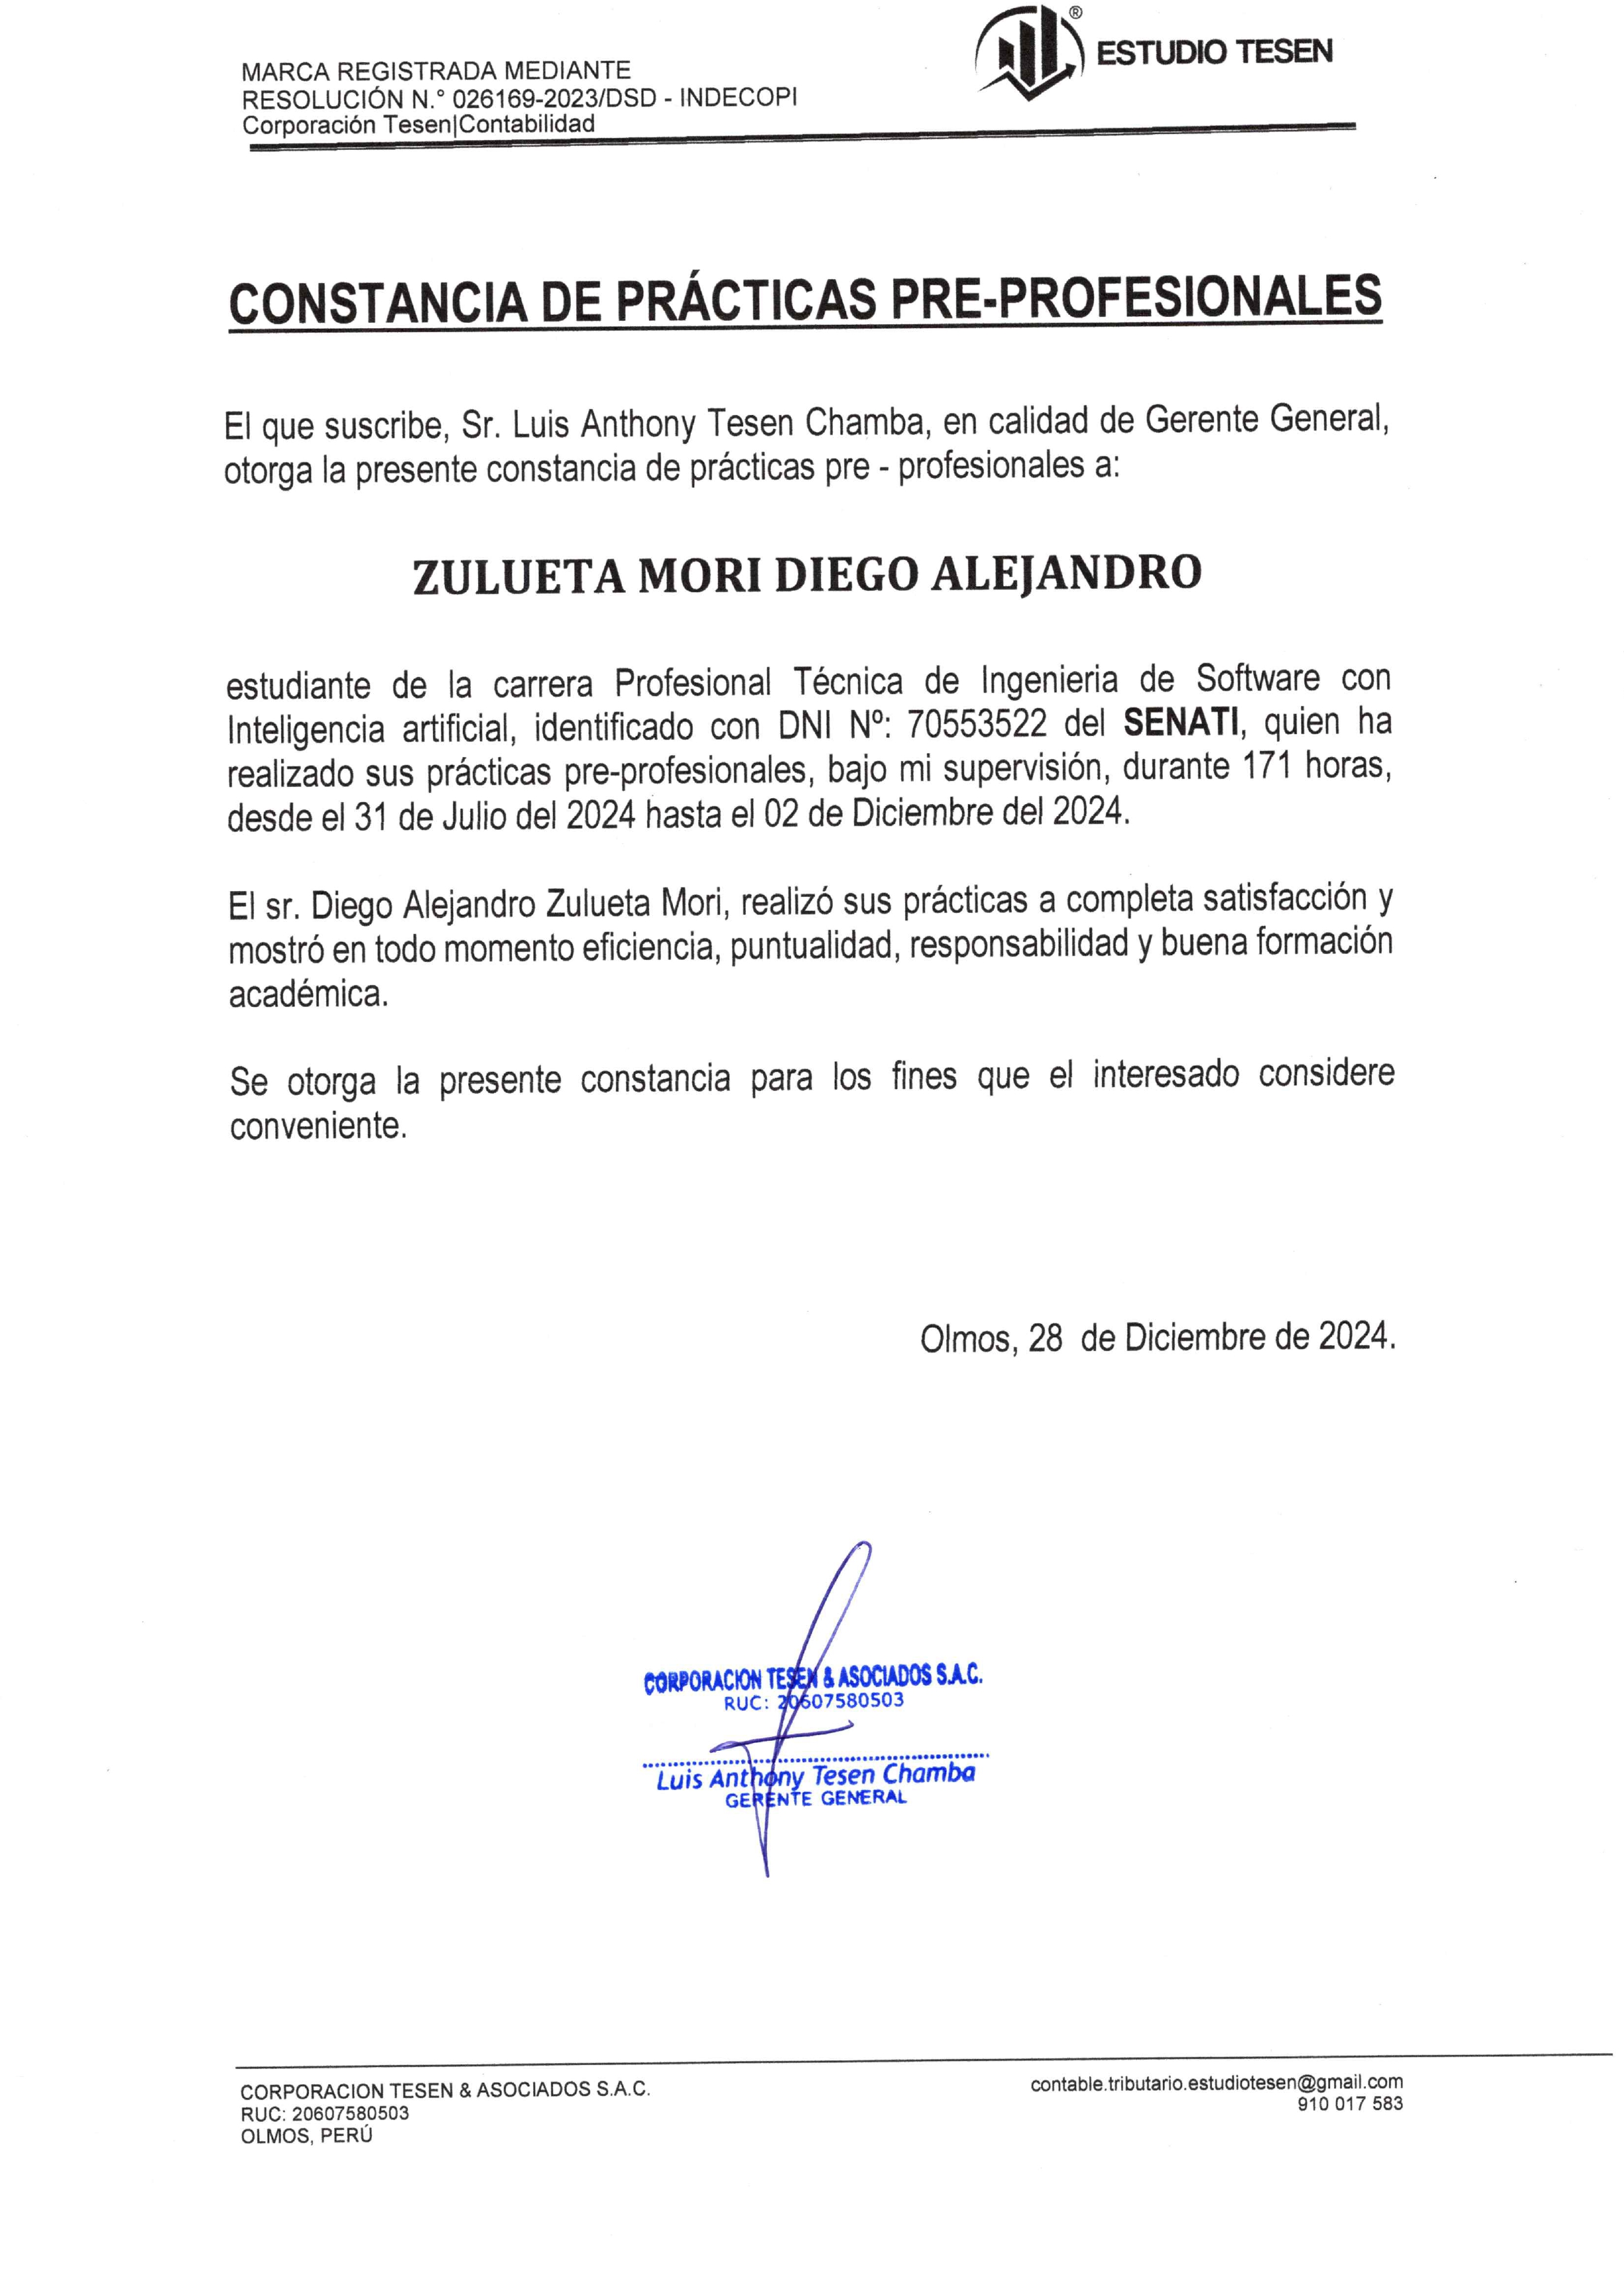 MARCA REGISTRADA MEDIANTE
RESOLUCIÓN N.° 026169-2023/DSD - INDECOPI
Corporación Tesen|Contabilidad
®
ESTUDIO TESEN
CONSTANCIA DE PRÁCTICAS PRE-PROFESIONALES
El que suscribe, Sr. Luis Anthony Tesen Chamba, en calidad de Gerente General,
otorga la presente constancia de prácticas pre - profesionales a:
ZULUETA MORI DIEGO ALEJANDRO
estudiante de la carrera Profesional Técnica de Ingenieria de Software con
Inteligencia artificial, identificado con DNI Nº: 70553522 del SENATI, quien ha
realizado sus prácticas pre-profesionales, bajo mi supervisión, durante 171 horas,
desde el 31 de Julio del 2024 hasta el 02 de Diciembre del 2024.
El sr. Diego Alejandro Zulueta Mori, realizó sus prácticas a completa satisfacción y
mostró en todo momento eficiencia, puntualidad, responsabilidad y buena formación
académica.
Se otorga la presente constancia para los fines que el interesado considere
conveniente.
Olmos, 28 de Diciembre de 2024.
CORPORACION TESEN & ASOCIADOS S.A.C.
RUC: 20607580503
Luis Anthony Tesen Chamba
GERENTE GENERAL
CORPORACION TESEN & ASOCIADOS S.A.C.
RUC: 20607580503
OLMOS, PERÚ
contable.tributario.estudiotesen@gmail.com
910 017 583